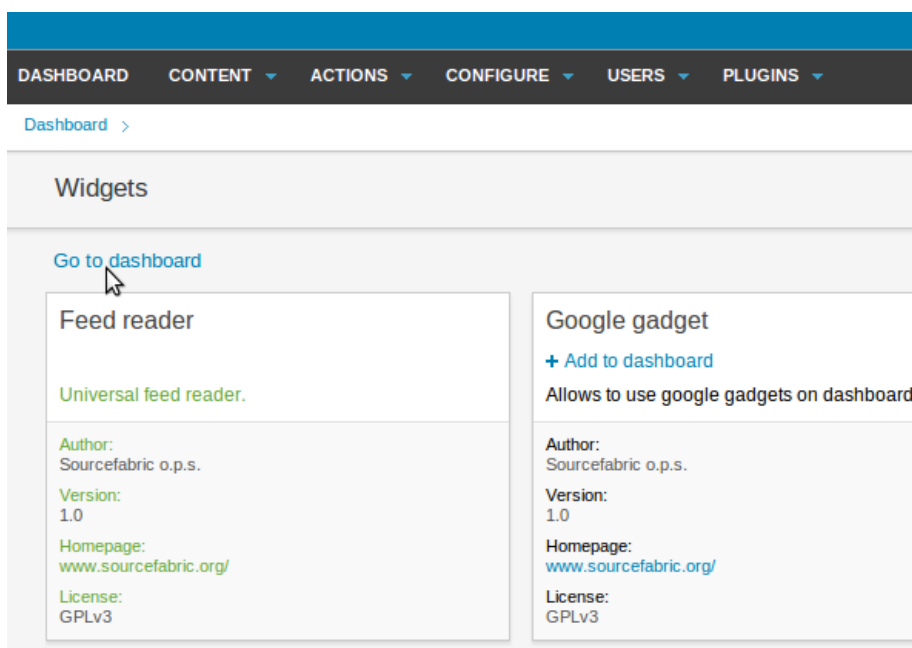 DASHBOARD CONTENT ACTIONS CONFIGURE USERS PLUGINS
Dashboard >
Widgets
Go to dashboard
Feed reader
Universal feed reader.
Author:
Sourcefabric o.p.s.
Version:
1.0
Homepage:
www.sourcefabric.org/
License:
GPLv3
Google gadget
+ Add to dashboard
Allows to use google gadgets on dashboard
Author:
Sourcefabric o.p.s.
Version:
1.0
Homepage:
www.sourcefabric.org/
License:
GPLv3